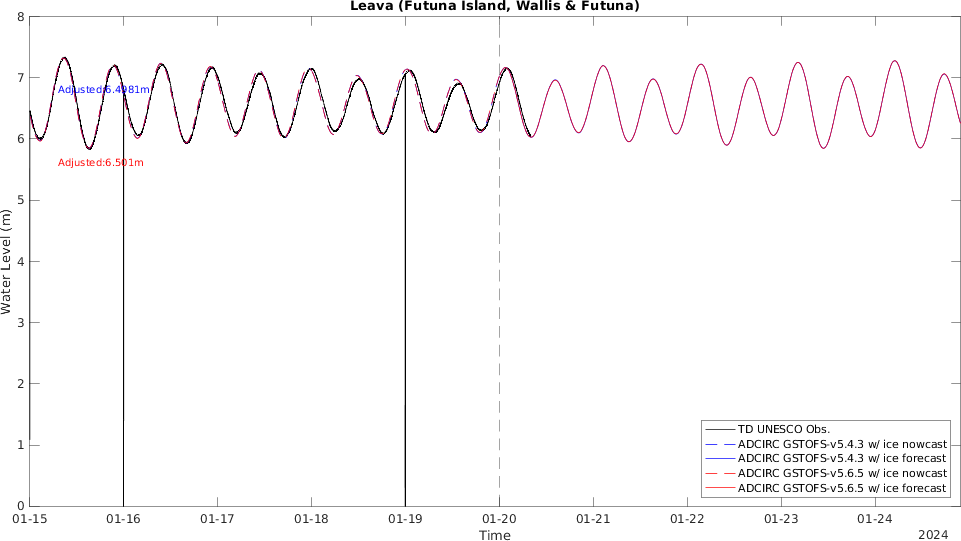 Leava (Futuna Island, Wallis & Futuna)
8
7
6
5
4
3
2
1
0
Water Level (m)
Adjusted:6.4981m
Adjusted:6.501m
TD UNESCO Obs.
ADCIRC GSTOFS-v5.4.3 w/ ice nowcast
ADCIRC GSTOFS-v5.4.3 w/ ice forecast
ADCIRC GSTOFS-v5.6.5 w/ ice nowcast
ADCIRC GSTOFS-v5.6.5 w/ ice forecast
01-15 01-16 01-17 01-18 01-19 01-20 01-21 01-22 01-23 01-24
Time
2024